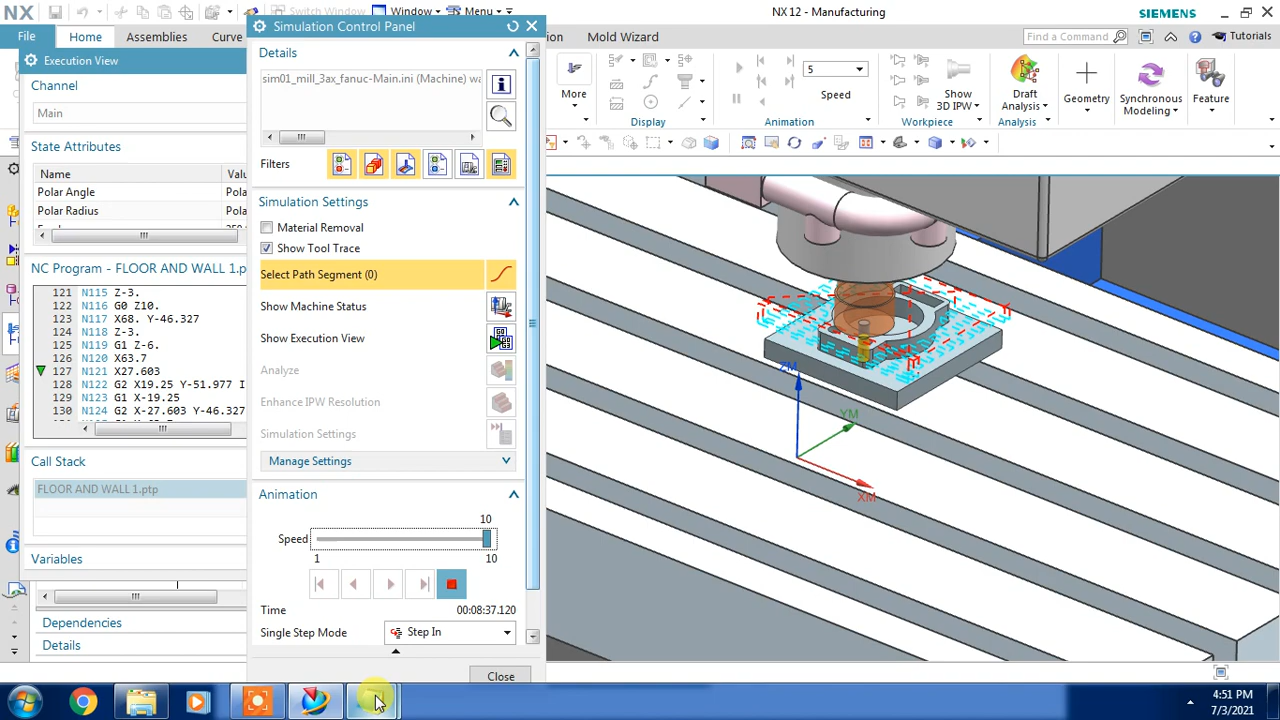 NX
Switch Window
Window
Menu
NX 12 - Manufacturing
SIEMENS
File
Home
Assemblies
Curve
Mold Wizard
Find a Command
Tutorials
Execution View
Channel
Main
State Attributes
Name
Polar Angle
Polar Radius
NC Program - FLOOR AND WALL 1.p
121 N115 Z-3.
122 N116 G0 Z10.
123 N117 X68. Y-46.327
124 N118 Z-3.
125 N119 G1 Z-6.
126 N120 X63.7
127 N121 X27.603
128 N122 G2 X19.25 Y-51.977 I
129 N123 G1 X-19.25
130 N124 G2 X-27.603 Y-46.327
Call Stack
FLOOR AND WALL 1.ptp
Variables
Dependencies
Details
Simulation Control Panel
Details
sim01_mill_3ax_fanuc-Main.ini (Machine) wa
Filters
Simulation Settings
Material Removal
Show Tool Trace
Select Path Segment (0)
Show Machine Status
Show Execution View
Analyze
Enhance IPW Resolution
Simulation Settings
Manage Settings
Animation
10
Speed
1
10
Time
00:08:37.120
Single Step Mode
Step In
Close
More
Display
5
Speed
Animation
Show
3D IPW
Workpiece
Draft
Analysis
Analysis
Geometry
Synchronous
Modeling
Feature
ZM
YM
XM
4:51 PM
7/3/2021